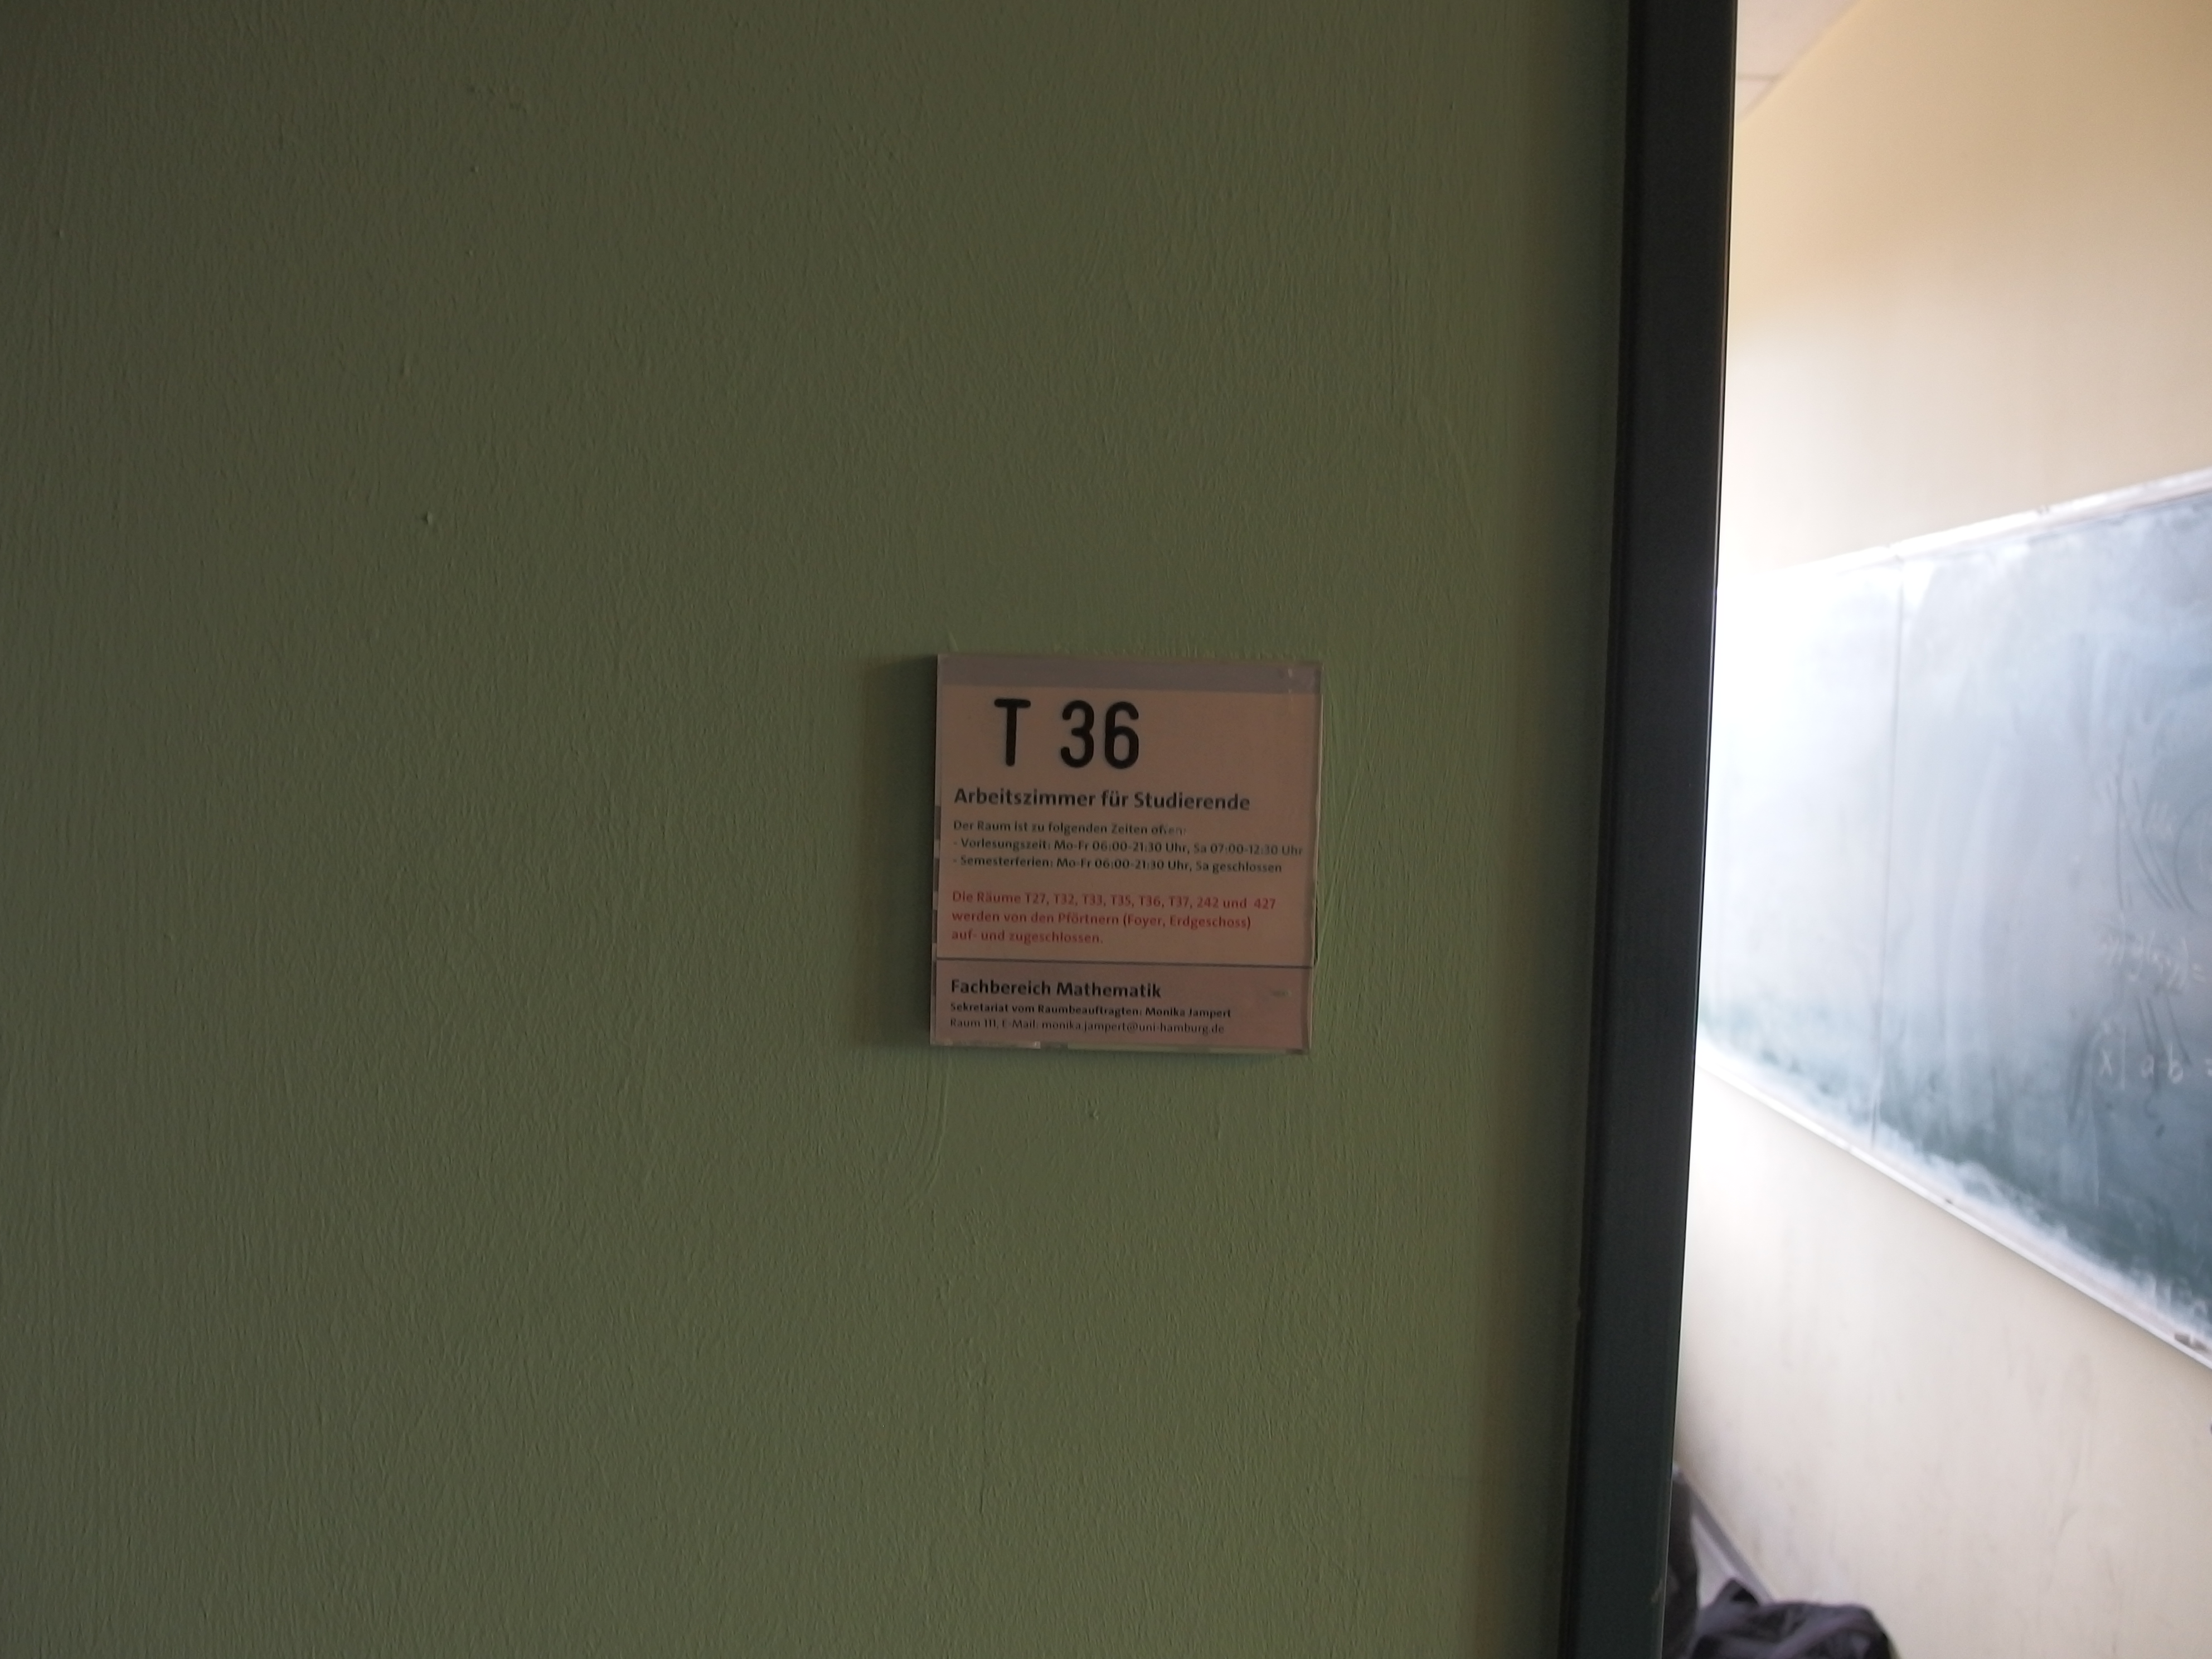 T 36
Arbeitszimmer für Studierende
Der Raum ist zu folgenden Zeiten offen:
- Vorlesungszeit: Mo-Fr 06:00-21:30 Uhr, Sa 07:00-12:30 Uhr
- Semesterferien: Mo-Fr 06:00-21:30 Uhr, Sa geschlossen
Die Räume T27, T32, T33, T35, T36, T37, 242 und 427
werden von den Pförtnern (Foyer, Erdgeschoss)
auf- und zugeschlossen.
Fachbereich Mathematik
Sekretariat vom Raumbeauftragten: Monika Jampert
Raum 111, E-Mail: monika.jampert@uni-hamburg.de
a b =